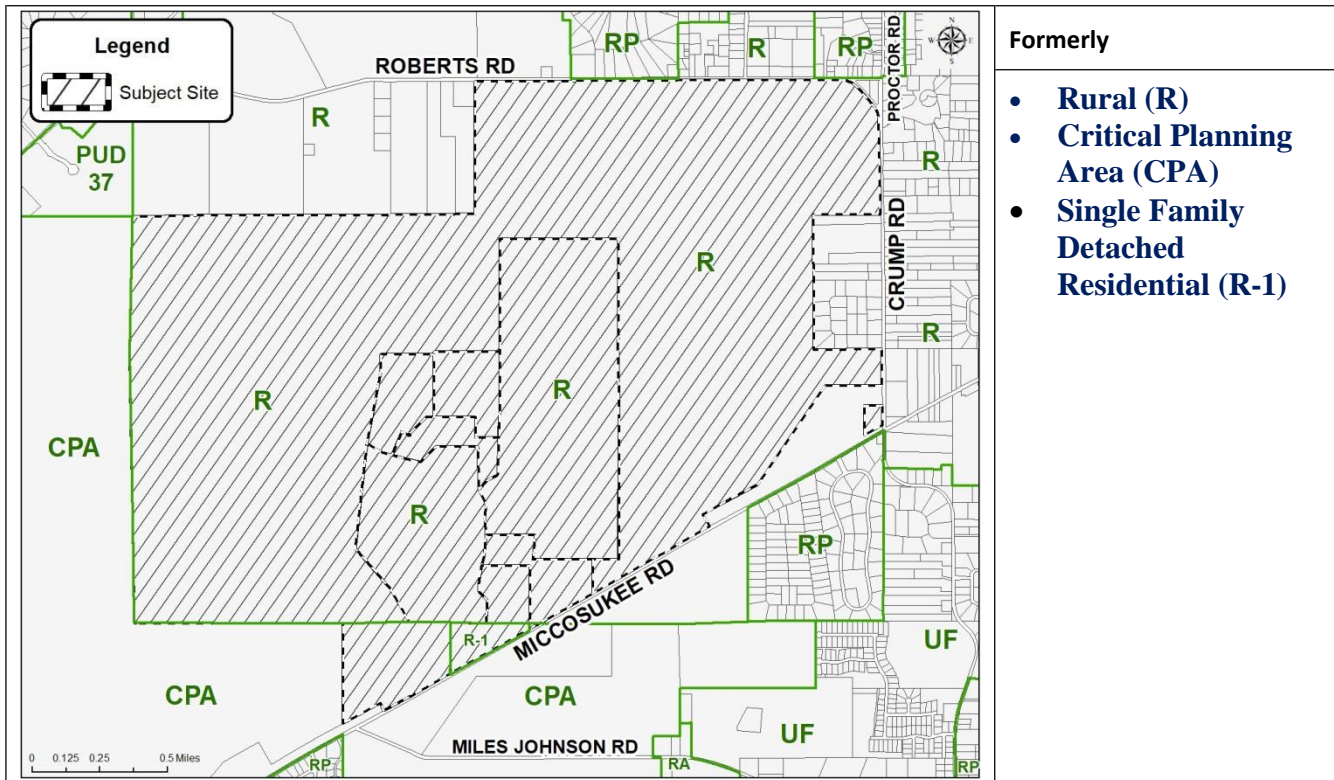 Legend
Subject Site
ROBERTS RD
RP
R
RP
PROCTOR RD
N
W
E
S
R
PUD
37
R
R
CRUMP RD
R
R
R
CPA
R
RP
R-1
MICCOSUKEE RD
UF
CPA
CPA
UF
MILES JOHNSON RD
RP
RA
RP
0 0.125 0.25 0.5 Miles
Formerly
• Rural (R)
• Critical Planning
Area (CPA)
• Single Family
Detached
Residential (R-1)